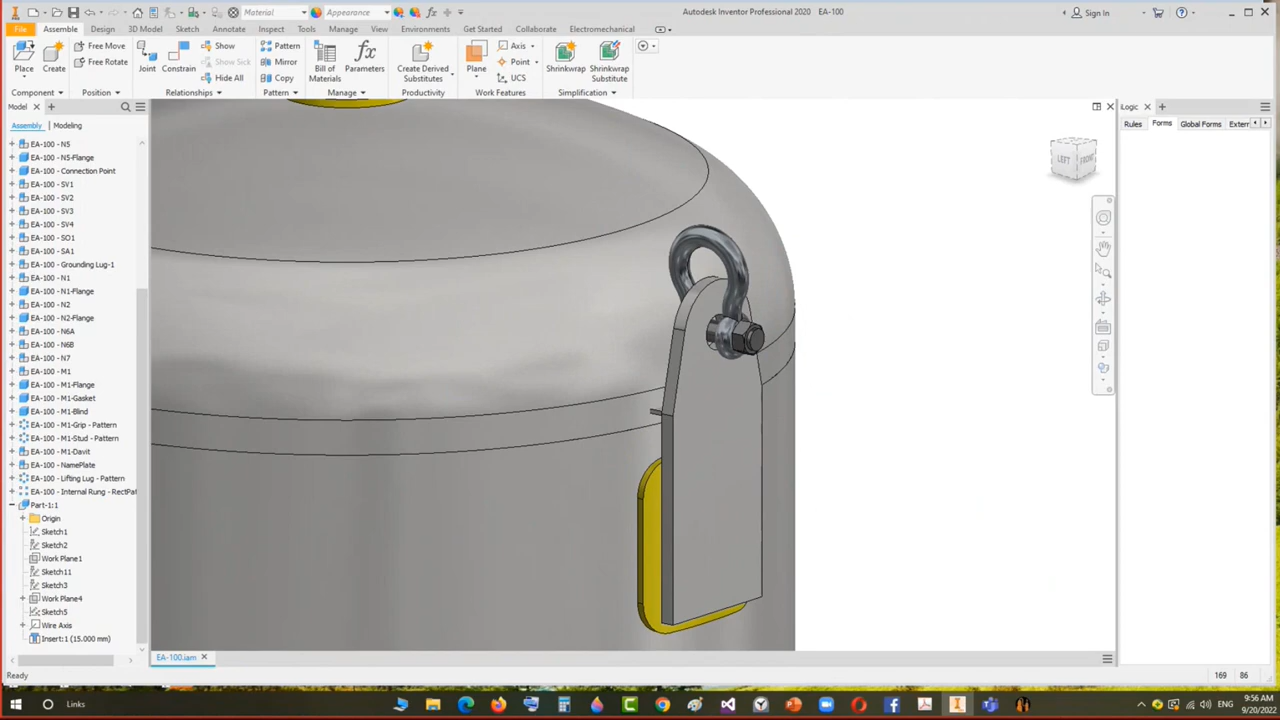 Material
Appearance
Autodesk Inventor Professional 2020 EA-100
Sign In
File
Assemble
Design
3D Model
Sketch
Annotate
Inspect
Tools
Manage
View
Environments
Get Started
Collaborate
Electromechanical
Place
Create
Free Move
Free Rotate
Joint
Constrain
Show
Show Sick
Hide All
Pattern
Mirror
Copy
Bill of Materials
Parameters
Create Derived Substitutes
Plane
Axis
Point
UCS
Shrinkwrap
Shrinkwrap Substitute
Component
Position
Relationships
Pattern
Manage
Productivity
Work Features
Simplification
Model
Assembly
Modeling
EA-100 - N5
EA-100 - N5-Flange
EA-100 - Connection Point
EA-100 - SV1
EA-100 - SV2
EA-100 - SV3
EA-100 - SV4
EA-100 - SO1
EA-100 - SA1
EA-100 - Grounding Lug-1
EA-100 - N1
EA-100 - N1-Flange
EA-100 - N2
EA-100 - N2-Flange
EA-100 - N6A
EA-100 - N6B
EA-100 - N7
EA-100 - M1
EA-100 - M1-Flange
EA-100 - M1-Gasket
EA-100 - M1-Blind
EA-100 - M1-Grip - Pattern
EA-100 - M1-Stud - Pattern
EA-100 - M1-Davit
EA-100 - NamePlate
EA-100 - Lifting Lug - Pattern
EA-100 - Internal Rung - RectPat
Part-1:1
Origin
Sketch1
Sketch2
Work Plane1
Sketch11
Sketch3
Work Plane4
Sketch5
Wire Axis
Insert:1 (15.000 mm)
LEFT
FRONT
iLogic
Rules
Forms
Global Forms
Extern
EA-100.iam
Ready
169
86
Links
ENG
9:56 AM
9/20/2022